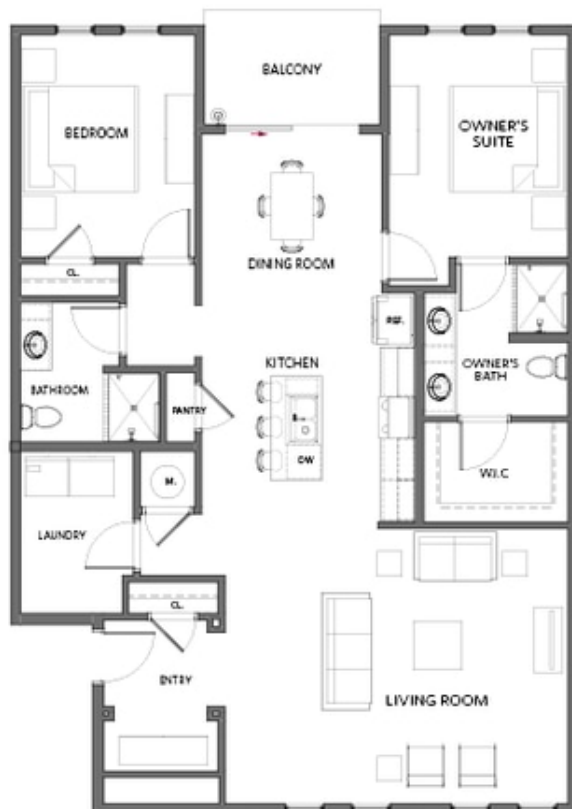 BALCONY
BEDROOM
OWNER'S
SUITE
DINING ROOM
CL.
REF.
KITCHEN
OWNER'S
BATH
BATHROOM
PANTRY
DW
W.I.C
M.
LAUNDRY
CL.
ENTRY
LIVING ROOM